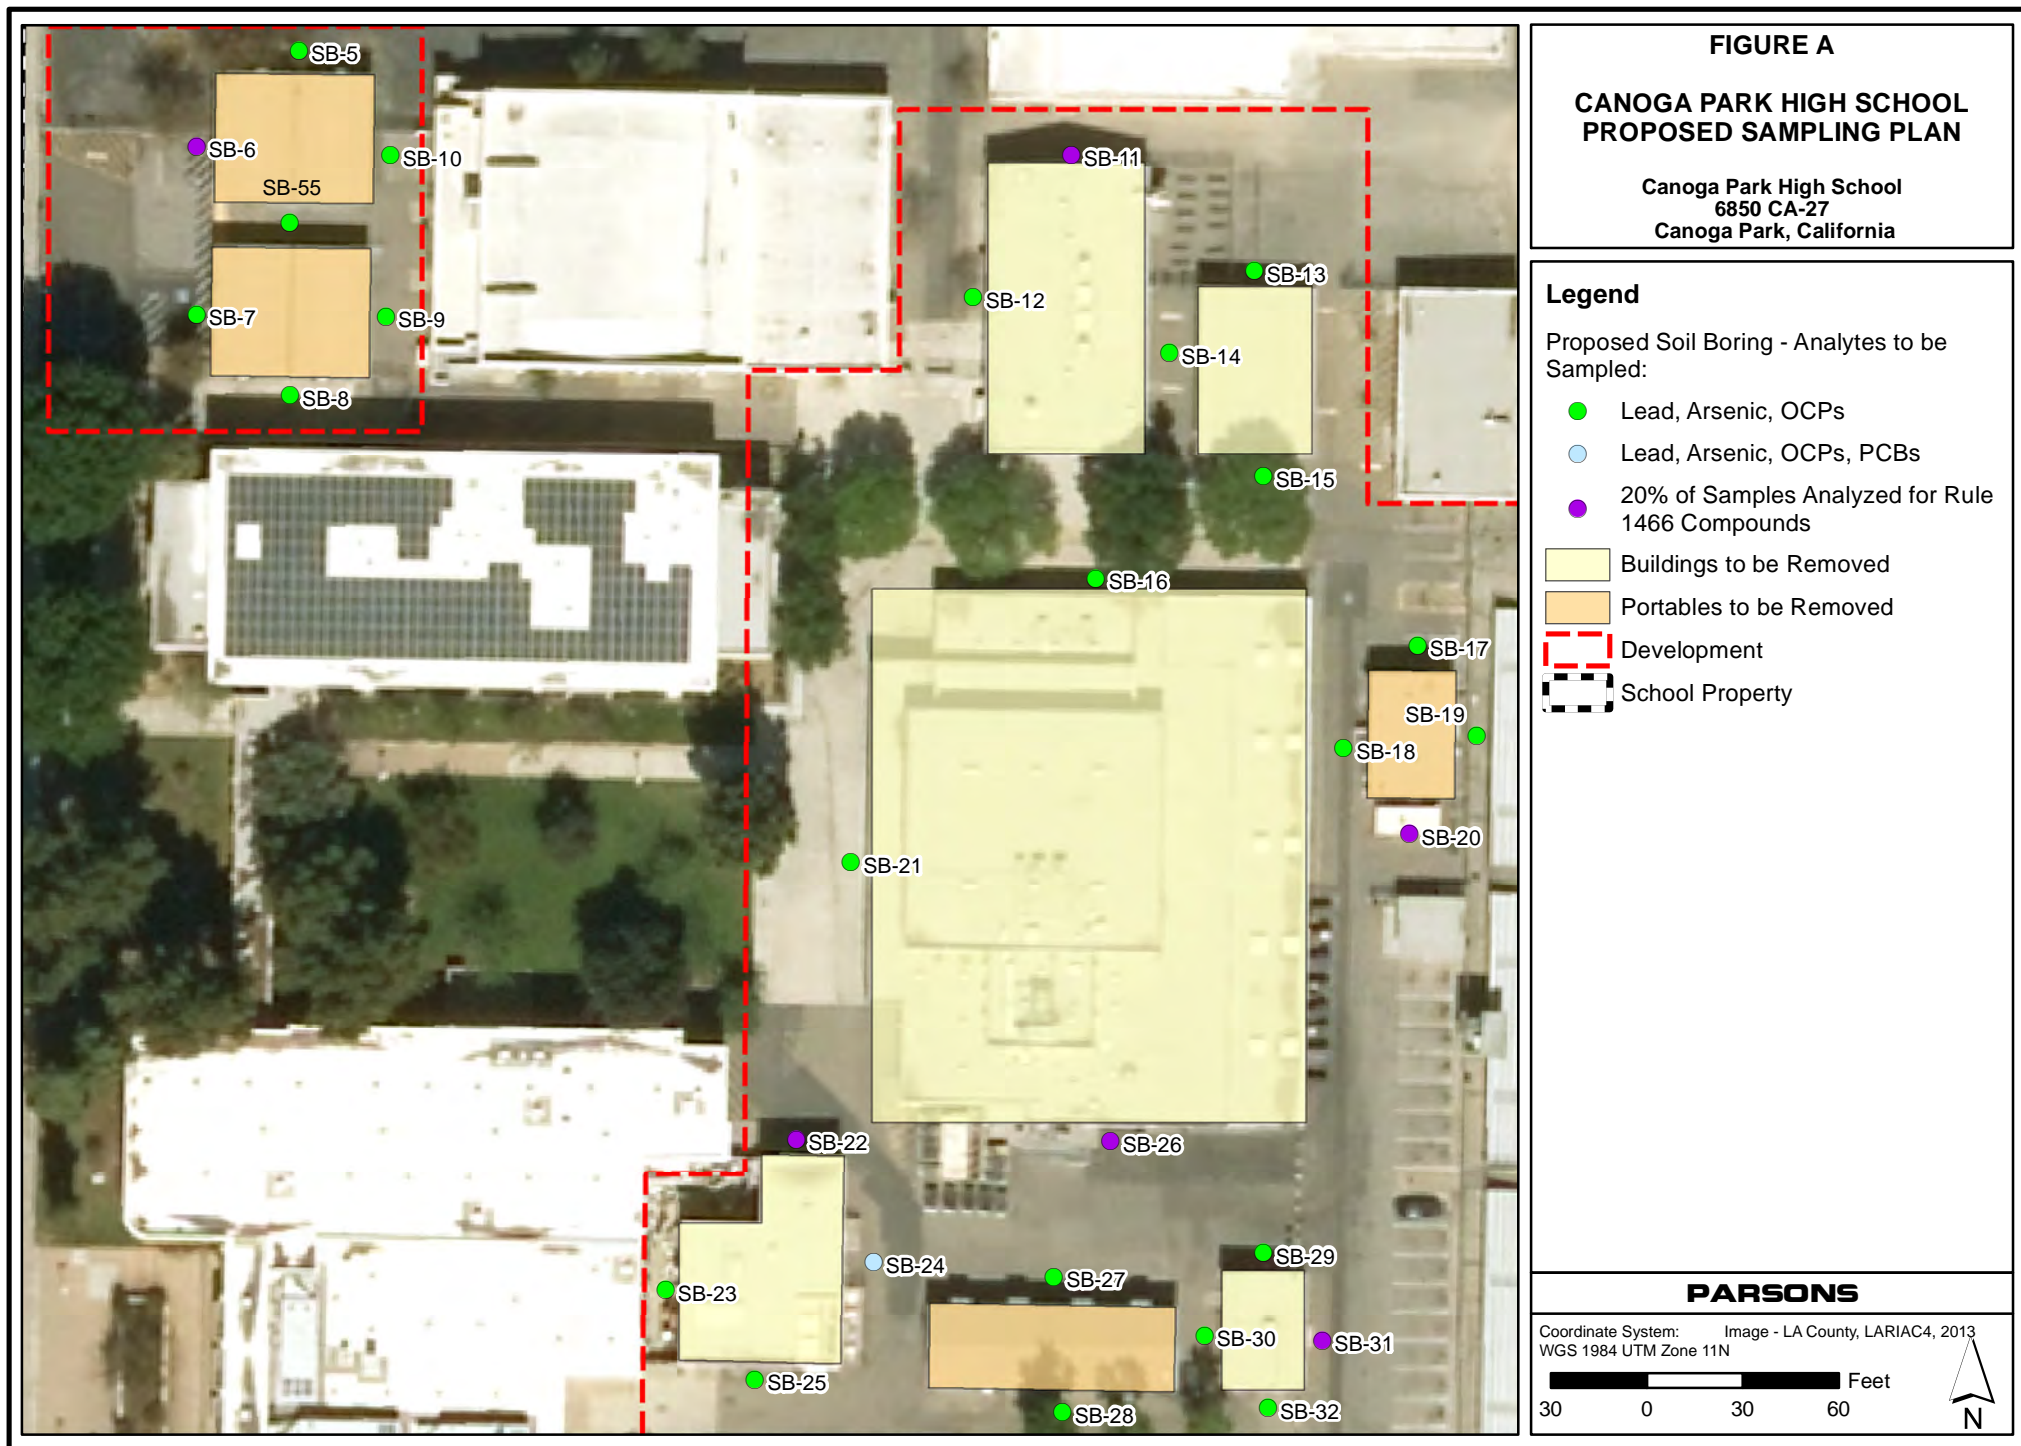 SB-5
SB-6
SB-10
SB-55
SB-7
SB-9
SB-8
SB-11
SB-12
SB-13
SB-14
SB-15
SB-16
SB-17
SB-19
SB-18
SB-20
SB-21
SB-22
SB-26
SB-24
SB-23
SB-27
SB-29
SB-30
SB-31
SB-25
SB-28
SB-32
FIGURE A
CANOGA PARK HIGH SCHOOL
PROPOSED SAMPLING PLAN
Canoga Park High School
6850 CA-27
Canoga Park, California
Legend
Proposed Soil Boring - Analytes to be
Sampled:
Lead, Arsenic, OCPs
Lead, Arsenic, OCPs, PCBs
20% of Samples Analyzed for Rule
1466 Compounds
Buildings to be Removed
Portables to be Removed
Development
School Property
PARSONS
Coordinate System: Image - LA County, LARIAC4, 2013
WGS 1984 UTM Zone 11N
Feet
30 0 30 60
N